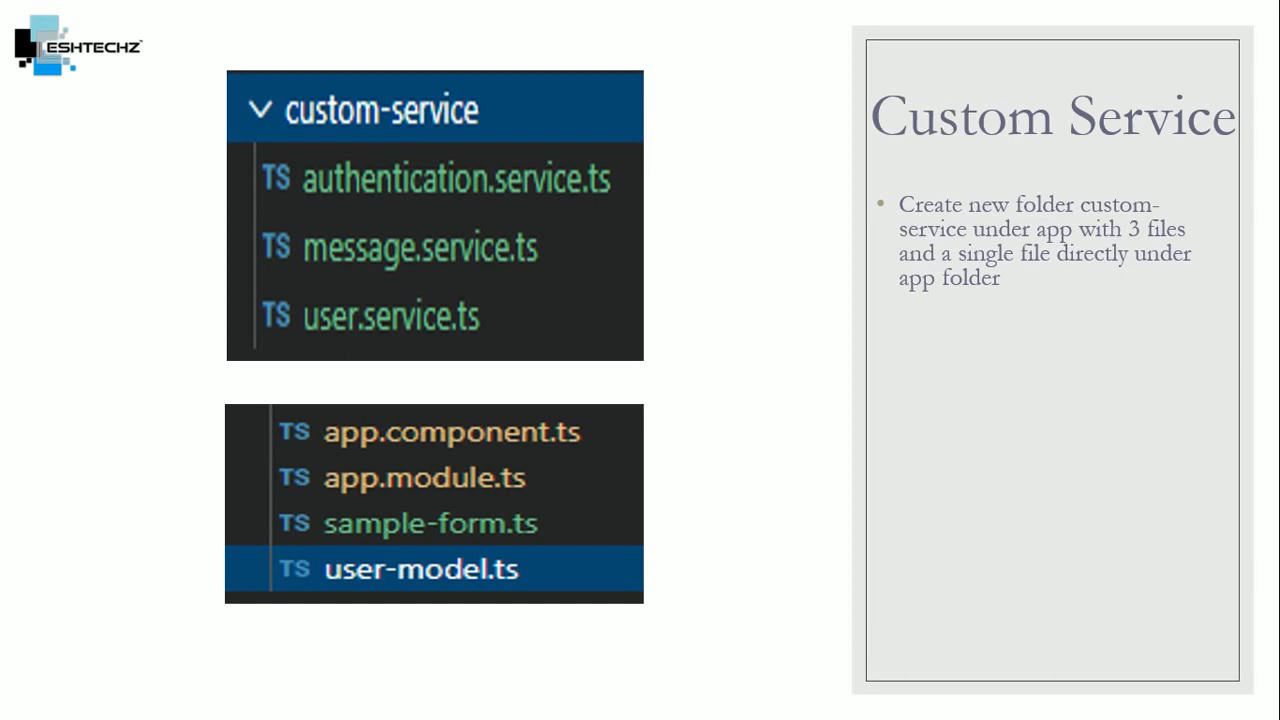 ESHTECHZ
custom-service
TS authentication.service.ts
TS message.service.ts
TS user.service.ts
TS app.component.ts
TS app.module.ts
TS sample-form.ts
TS user-model.ts
Custom Service
• Create new folder custom-
service under app with 3 files
and a single file directly under
app folder